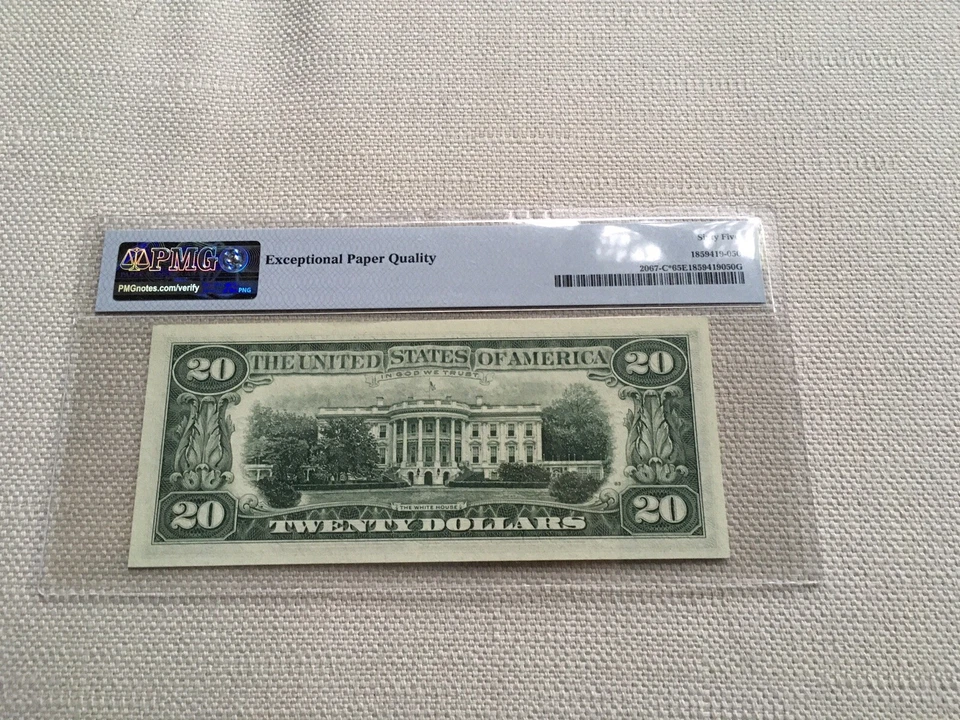 PMG
PMGnotes.com/verify
PNG
Exceptional Paper Quality
Sixty Five
1859419-050
2067-C*65E1859419050G
20 THE UNITED STATES OF AMERICA 20
IN GOD WE TRUST
THE WHITE HOUSE
20 TWENTY DOLLARS 20